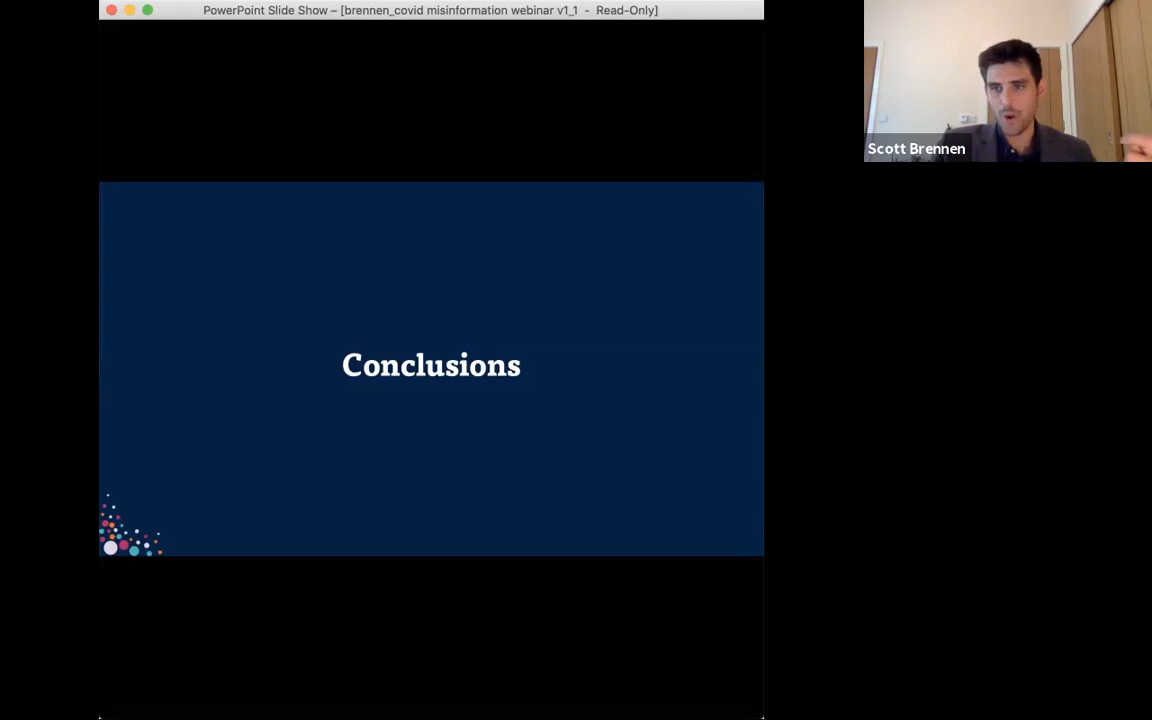 PowerPoint Slide Show – [brennen_covid misinformation webinar v1_1 - Read-Only]
Scott Brennen
Conclusions